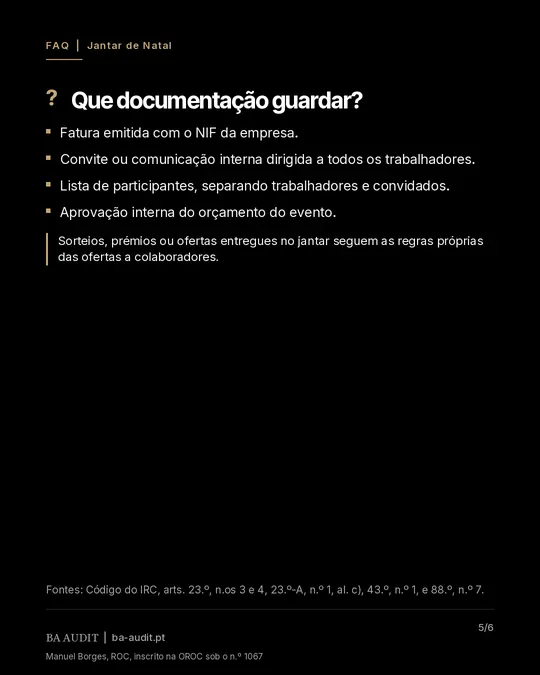 FAQ | Jantar de Natal
? Que documentação guardar?
Fatura emitida com o NIF da empresa.
Convite ou comunicação interna dirigida a todos os trabalhadores.
Lista de participantes, separando trabalhadores e convidados.
Aprovação interna do orçamento do evento.
Sorteios, prémios ou ofertas entregues no jantar seguem as regras próprias
das ofertas a colaboradores.
Fontes: Código do IRC, arts. 23.º, n.os 3 e 4, 23.º-A, n.º 1, al. c), 43.º, n.º 1, e 88.º, n.º 7.
5/6
BA AUDIT | ba-audit.pt
Manuel Borges, ROC, inscrito na OROC sob o n.º 1067